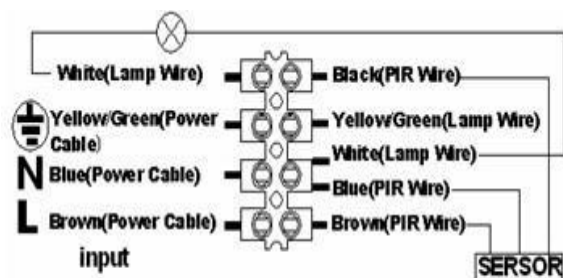 White(Lamp Wire)
Black(PIR Wire)
Yellow/Green(Power
Cable)
Yellow/Green(Lamp Wire)
White(Lamp Wire)
N Blue(Power Cable)
Blue(PIR Wire)
L Brown(Power Cable)
Brown(PIR Wire)
input
SERSOR